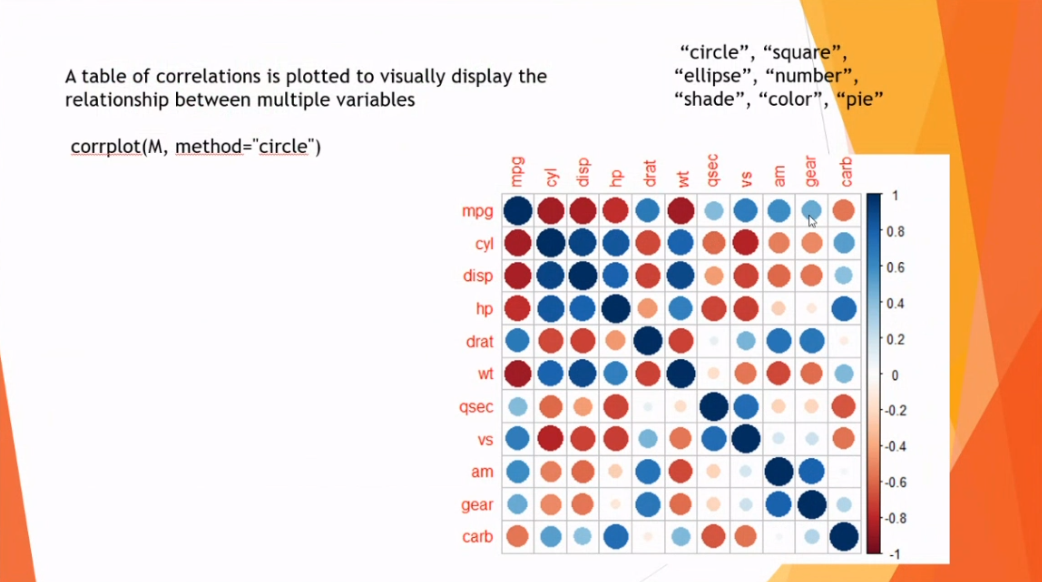 A table of correlations is plotted to visually display the
relationship between multiple variables
corrplot(M, method="circle")
“circle”, “square”,
“ellipse”, “number”,
“shade”, “color”, “pie”
mpg cyl disp hp drat wt qsec vs am gear carb
mpg
cyl
disp
hp
drat
wt
qsec
vs
am
gear
carb
1
0.8
0.6
0.4
0.2
0
-0.2
-0.4
-0.6
-0.8
-1